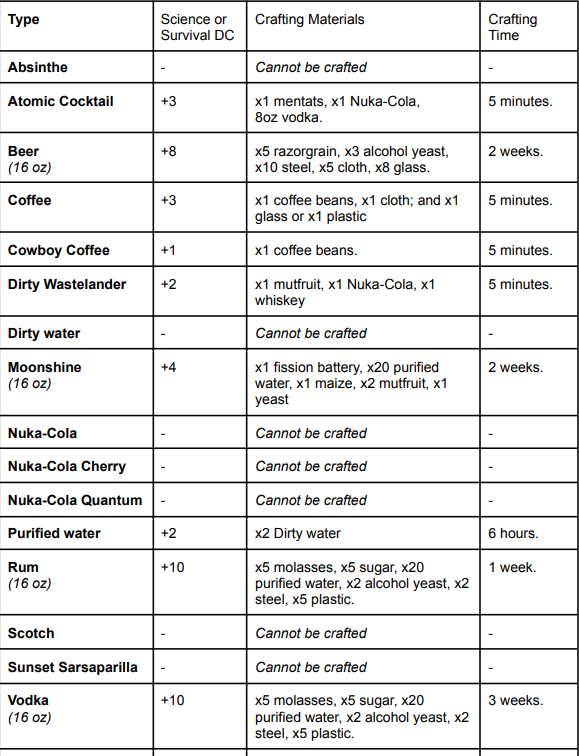 Type Science or Survival DC Crafting Materials Crafting Time
Absinthe - Cannot be crafted -
Atomic Cocktail +3 x1 mentats, x1 Nuka-Cola, 5 minutes.
8oz vodka.
Beer +8 x5 razorgrain, x3 alcohol yeast, 2 weeks.
(16 oz) x10 steel, x5 cloth, x8 glass.
Coffee +3 x1 coffee beans, x1 cloth; and x1 5 minutes.
glass or x1 plastic
Cowboy Coffee +1 x1 coffee beans. 5 minutes.
Dirty Wastelander +2 x1 mutfruit, x1 Nuka-Cola, x1 5 minutes.
whiskey
Dirty water - Cannot be crafted -
Moonshine +4 x1 fission battery, x20 purified 2 weeks.
(16 oz) water, x1 maize, x2 mutfruit, x1
yeast
Nuka-Cola - Cannot be crafted -
Nuka-Cola Cherry - Cannot be crafted -
Nuka-Cola Quantum - Cannot be crafted -
Purified water +2 x2 Dirty water 6 hours.
Rum +10 x5 molasses, x5 sugar, x20 1 week.
(16 oz) purified water, x2 alcohol yeast, x2
steel, x5 plastic.
Scotch - Cannot be crafted -
Sunset Sarsaparilla - Cannot be crafted -
Vodka +10 x5 molasses, x5 sugar, x20 3 weeks.
(16 oz) purified water, x2 alcohol yeast, x2
steel, x5 plastic.